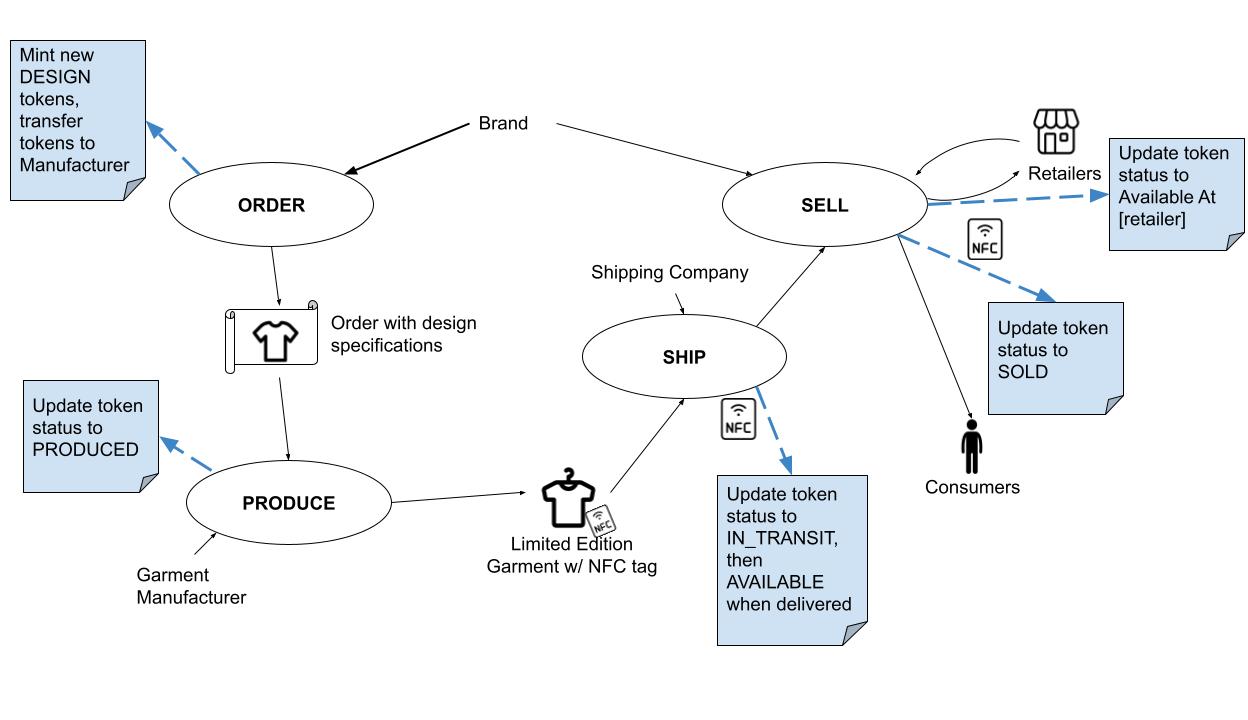 Mint new
DESIGN
tokens,
transfer
tokens to
Manufacturer
Brand
ORDER
SELL
Retailers
Update token
status to
Available At
[retailer]
NFC
Shipping Company
Order with design
specifications
SHIP
Update token
status to
SOLD
NFC
Update token
status to
PRODUCED
PRODUCE
NFC
Limited Edition
Garment w/ NFC tag
Consumers
Update token
status to
IN_TRANSIT,
then
AVAILABLE
when delivered
Garment
Manufacturer